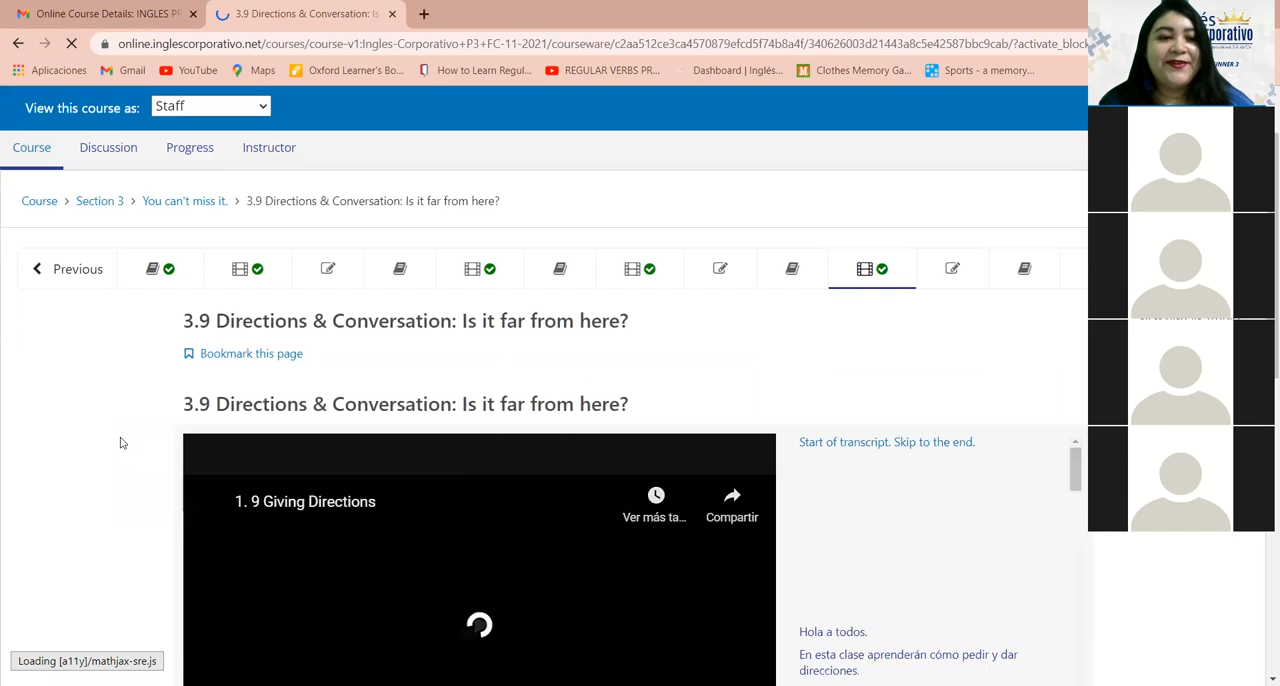 Online Course Details: INGLES PF
3.9 Directions & Conversation: Is
online.inglescorporativo.net/courses/course-v1:Ingles-Corporativo+P3+FC-11-2021/courseware/c2aa512ce3ca4570879efcd5f74b8a4f/340626003d21443a8c5e42587bbc9cab/?activate_block
Aplicaciones
Gmail
YouTube
Maps
Oxford Learner's Bo...
How to Learn Regul...
REGULAR VERBS PR...
Dashboard | Inglés...
Clothes Memory Ga...
Sports - a memory...
View this course as:
Staff
Course
Discussion
Progress
Instructor
Course > Section 3 > You can't miss it. > 3.9 Directions & Conversation: Is it far from here?
Previous
3.9 Directions & Conversation: Is it far from here?
Bookmark this page
3.9 Directions & Conversation: Is it far from here?
1. 9 Giving Directions
Ver más ta...
Compartir
Start of transcript. Skip to the end.
Hola a todos.
En esta clase aprenderán cómo pedir y dar
direcciones.
Loading [a11y]/mathjax-sre.js